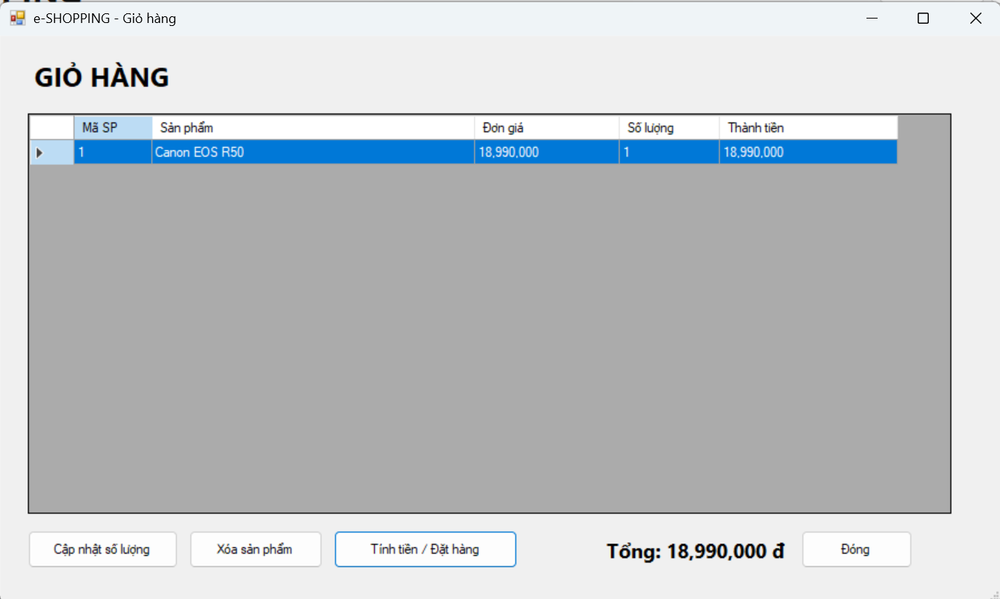 e-SHOPPING - Giỏ hàng
GIỎ HÀNG
Mã SP Sản phẩm Đơn giá Số lượng Thành tiền
1 Canon EOS R50 18,990,000 1 18,990,000
Cập nhật số lượng Xóa sản phẩm Tính tiền / Đặt hàng Tổng: 18,990,000 đ Đóng